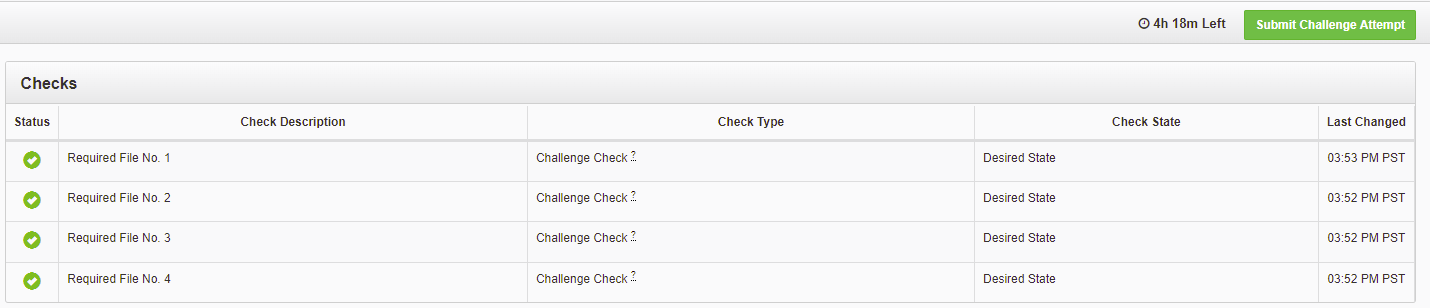 4h 18m Left Submit Challenge Attempt
Checks
Status Check Description Check Type Check State Last Changed
Required File No. 1 Challenge Check ? Desired State 03:53 PM PST
Required File No. 2 Challenge Check ? Desired State 03:52 PM PST
Required File No. 3 Challenge Check ? Desired State 03:52 PM PST
Required File No. 4 Challenge Check ? Desired State 03:52 PM PST